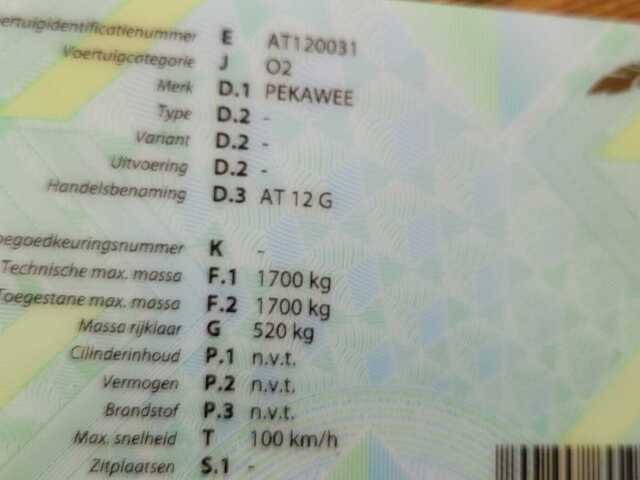 ertuigidentificatienummer E AT120031
Voertuigcategorie J O2
Merk D.1 PEKAWEE
Type D.2 -
Variant D.2 -
Uitvoering D.2 -
Handelsbenaming D.3 AT 12 G
oegoedkeuringsnummer K -
Technische max. massa F.1 1700 kg
Toegestane max. massa F.2 1700 kg
Massa rijklaar G 520 kg
Cilinderinhoud P.1 n.v.t.
Vermogen P.2 n.v.t.
Brandstof P.3 n.v.t.
Max. snelheid T 100 km/h
Zitplaatsen S.1 -